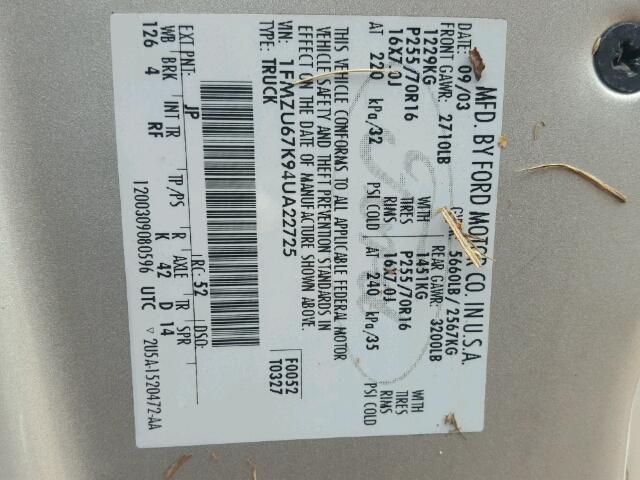 MFD. BY FORD MOTOR CO. IN U.S.A.
DATE: 09/03 5660LB/2567KG
FRONT GAWR: 2710LB REAR GAWR: 3200LB
1229KG WITH 1451KG WITH
P255/70R16 TIRES P255/70R16 TIRES
16X7.0J RIMS 16X7.0J RIMS
AT 220 kPa/32 PSI COLD AT 240 kPa/35 PSI COLD
THIS VEHICLE CONFORMS TO ALL APPLICABLE FEDERAL MOTOR
VEHICLE SAFETY AND THEFT PREVENTION STANDARDS IN
EFFECT ON THE DATE OF MANUFACTURE SHOWN ABOVE.
VIN: 1FMZU67K94UA22725 F0052
TYPE: TRUCK T0327
EXT PNT: JP RC: 52 DSO:
WB BRK INT TR TP/PS R AXLE TR SPR
126 4 RF K 42 D 14
1200309080596 UTC 2U5A-1520472-AA